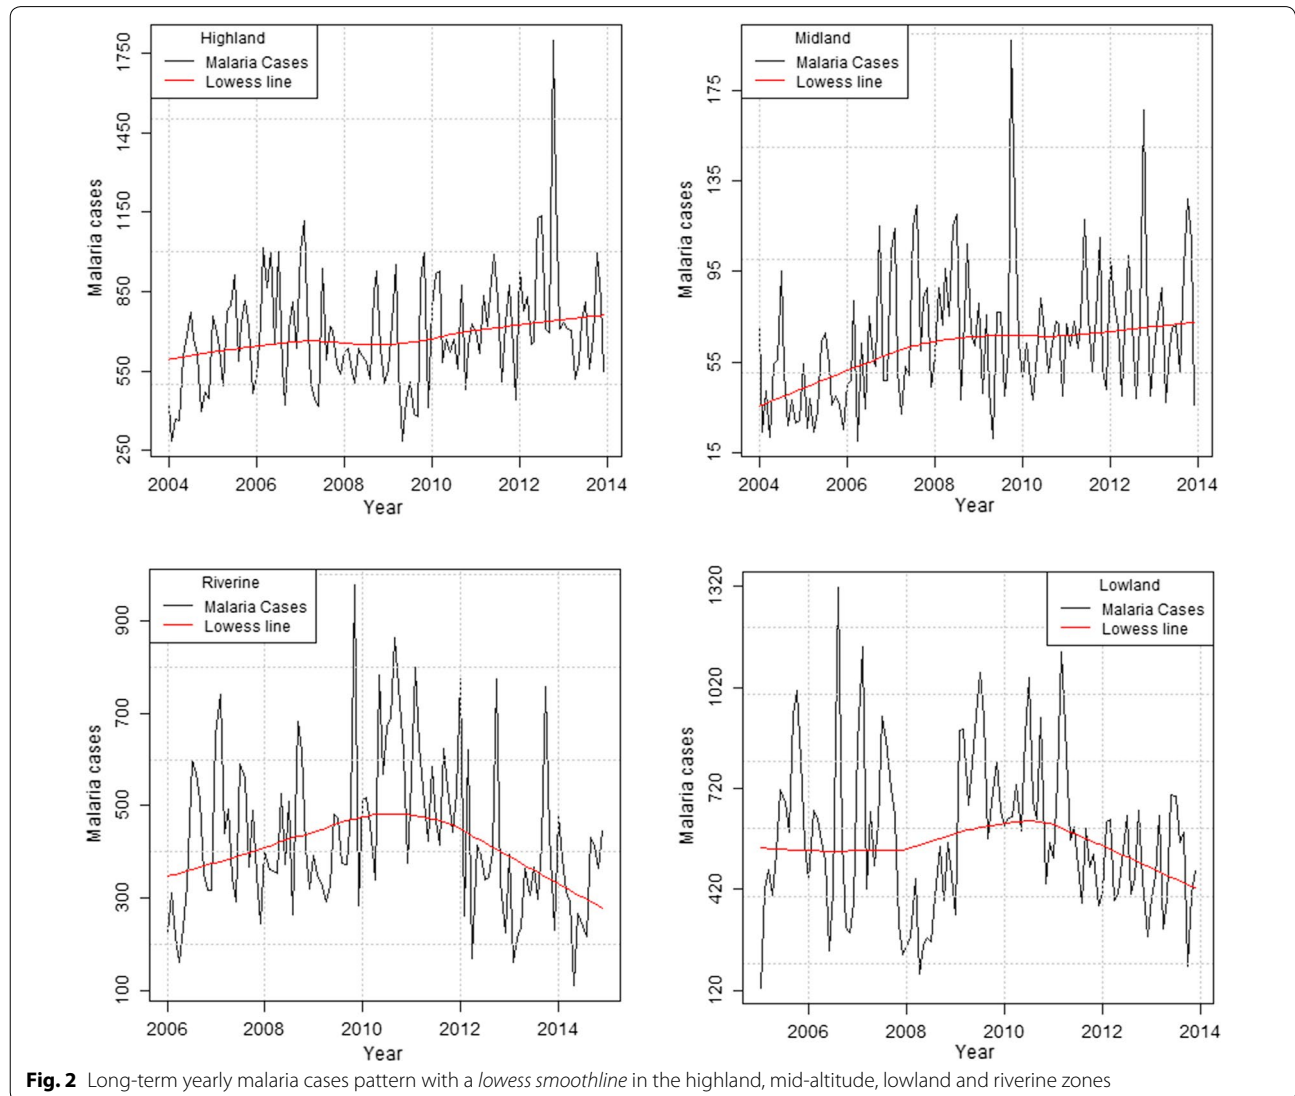 Highland
Malaria Cases
Lowess line
Malaria cases
250 550 850 1150 1450 1750
2004 2006 2008 2010 2012 2014
Year
Midland
Malaria Cases
Lowess line
Malaria cases
15 55 95 135 175
2004 2006 2008 2010 2012 2014
Year
Riverine
Malaria Cases
Lowess line
Malaria cases
100 300 500 700 900
2006 2008 2010 2012 2014
Year
Lowland
Malaria Cases
Lowess line
Malaria cases
120 420 720 1020 1320
2006 2008 2010 2012 2014
Year
Fig. 2 Long-term yearly malaria cases pattern with a lowess smoothline in the highland, mid-altitude, lowland and riverine zones